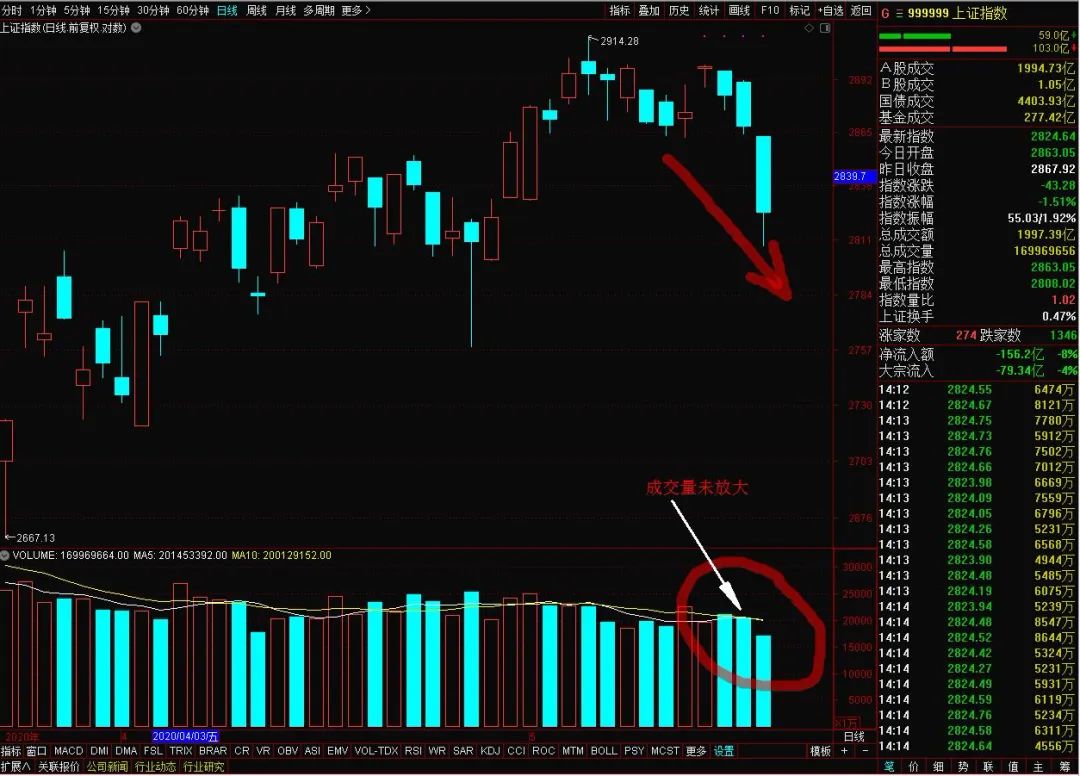 分时 1分钟 5分钟 15分钟 30分钟 60分钟 日线 周线 月线 多周期 更多>
指标 叠加 历史 统计 画线 F10 标记 +自选 返回
G 三 999999 上证指数
上证指数(日线.前复权.对数)
59.0亿
103.0亿
A股成交 1994.73亿
B股成交 1.05亿
国债成交 4403.93亿
基金成交 277.42亿
最新指数 2824.64
今日开盘 2863.05
昨日收盘 2867.92
指数涨跌 -43.28
指数涨幅 -1.51%
指数振幅 55.03/1.92%
总成交额 1997.39亿
总成交量 169969656
最高指数 2863.05
最低指数 2808.02
指数量比 1.02
上证换手 0.47%
涨家数 274 跌家数 1346
净流入额 -156.2亿 -8%
大宗流入 -79.34亿 -4%
14:12 2824.55 6474万
14:12 2824.67 8121万
14:13 2824.75 7780万
14:13 2824.73 5912万
14:13 2824.76 7502万
14:13 2824.66 7012万
14:13 2823.98 6669万
14:13 2824.09 7559万
14:13 2824.05 6796万
14:13 2824.26 5231万
14:13 2824.58 6568万
14:13 2823.90 4944万
14:13 2824.48 5485万
14:13 2824.19 6075万
14:14 2823.94 5239万
14:14 2824.48 8547万
14:14 2824.52 8644万
14:14 2824.42 5324万
14:14 2824.27 5231万
14:14 2824.49 5931万
14:14 2824.59 6119万
14:14 2824.76 5234万
14:14 2824.58 6311万
14:14 2824.64 4556万
2914.28
2892
2865
2839.7
2811
2784
2757
2730
2703
2676
成交量未放大
2667.13
VOLUME: 169969664.00 MA5: 201453392.00 MA10: 200129152.00
30000
25000
20000
15000
10000
5000
X1万
2020年 4 2020/04/03/五 5 日线
指标 窗口 MACD DMI DMA FSL TRIX BRAR CR VR OBV ASI EMV VOL-TDX RSI WR SAR KDJ CCI ROC MTM BOLL PSY MCST 更多 设置 模板 + -
扩展∧ 关联报价 公司新闻 行业动态 行业研究
笔 价 细 势 联 值 主 筹